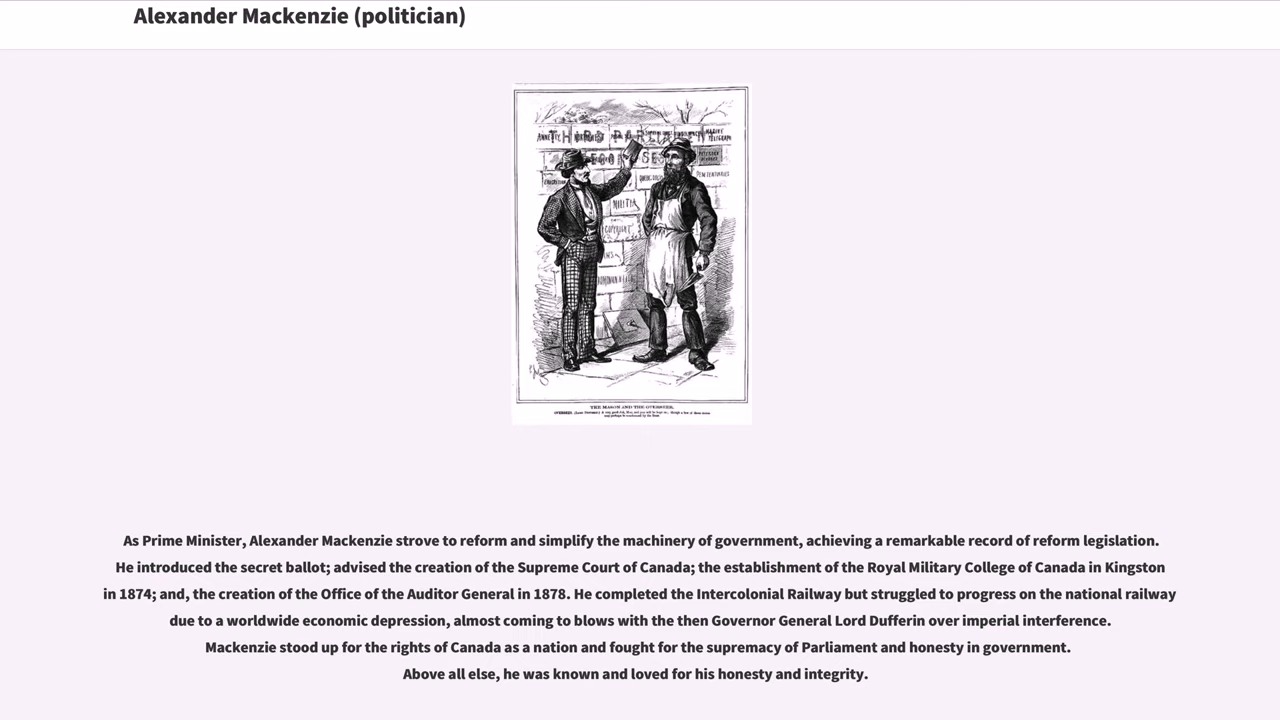 Alexander Mackenzie (politician)
MILITIA
COPYRIGHT
PENETENTIARIES
THE MASON AND THE OVERSEER.
As Prime Minister, Alexander Mackenzie strove to reform and simplify the machinery of government, achieving a remarkable record of reform legislation.
He introduced the secret ballot; advised the creation of the Supreme Court of Canada; the establishment of the Royal Military College of Canada in Kingston
in 1874; and, the creation of the Office of the Auditor General in 1878. He completed the Intercolonial Railway but struggled to progress on the national railway
due to a worldwide economic depression, almost coming to blows with the then Governor General Lord Dufferin over imperial interference.
Mackenzie stood up for the rights of Canada as a nation and fought for the supremacy of Parliament and honesty in government.
Above all else, he was known and loved for his honesty and integrity.